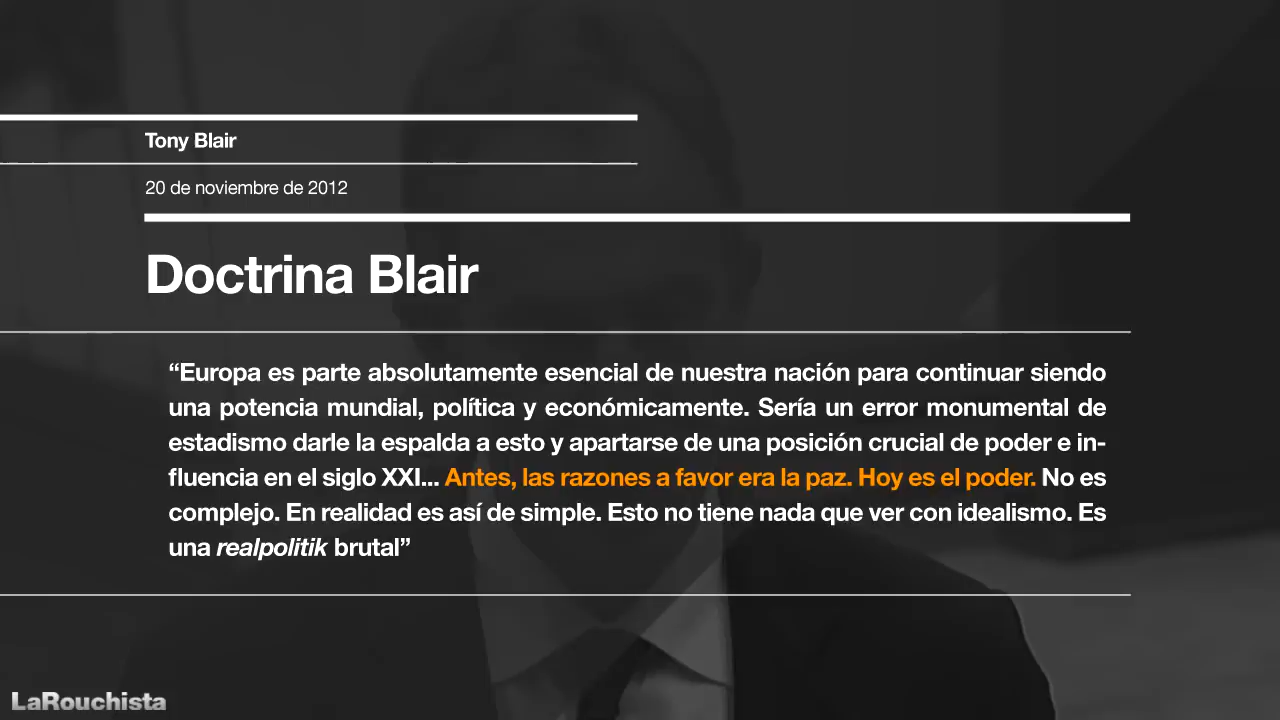 Tony Blair
20 de noviembre de 2012
Doctrina Blair
“Europa es parte absolutamente esencial de nuestra nación para continuar siendo
una potencia mundial, política y económicamente. Sería un error monumental de
estadismo darle la espalda a esto y apartarse de una posición crucial de poder e in-
fluencia en el siglo XXI... Antes, las razones a favor era la paz. Hoy es el poder. No es
complejo. En realidad es así de simple. Esto no tiene nada que ver con idealismo. Es
una realpolitik brutal”
LaRouchista